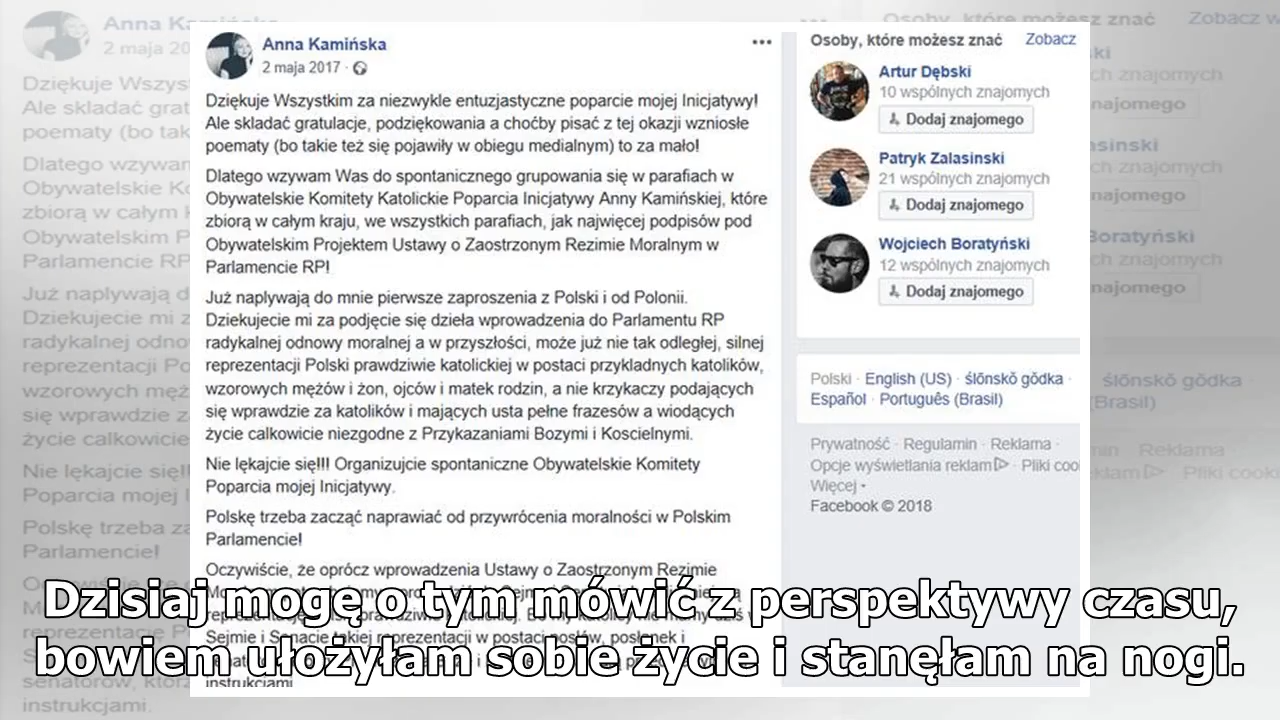 Anna Kamińska
2 maja 2017 ·
Dziękuje Wszystkim za niezwykle entuzjastyczne poparcie mojej Inicjatywy!
Ale skladać gratulacje, podziękowania a choćby pisać z tej okazji wzniosłe
poematy (bo takie też się pojawiły w obiegu medialnym) to za mało!
Dlatego wzywam Was do spontanicznego grupowania się w parafiach w
Obywatelskie Komitety Katolickie Poparcia Inicjatywy Anny Kamińskiej, które
zbiorą w całym kraju, we wszystkich parafiach, jak najwięcej podpisów pod
Obywatelskim Projektem Ustawy o Zaostrzonym Rezimie Moralnym w
Parlamencie RP!
Już naplywają do mnie pierwsze zaproszenia z Polski i od Polonii.
Dziekujecie mi za podjęcie się dzieła wprowadzenia do Parlamentu RP
radykalnej odnowy moralnej a w przyszłości, może już nie tak odległej, silnej
reprezentacji Polski prawdziwie katolickiej w postaci przykladnych katolików,
wzorowych mężów i żon, ojców i matek rodzin, a nie krzykaczy podających
się wprawdzie za katolików i mających usta pełne frazesów a wiodących
życie calkowicie niezgodne z Przykazaniami Bozymi i Koscielnymi.
Nie lękajcie się!!! Organizujcie spontaniczne Obywatelskie Komitety
Poparcia mojej Inicjatywy.
Polskę trzeba zacząć naprawiać od przywrócenia moralności w Polskim
Parlamencie!
Oczywiście, że oprócz wprowadzenia Ustawy o Zaostrzonym Rezimie
Sejmie i Senacie takiej reprezentacji w postaci posłów, posłanek i
instrukcjami.
Osoby, które możesz znać Zobacz
Artur Dębski
10 wspólnych znajomych
Dodaj znajomego
Patryk Zalasinski
21 wspólnych znajomych
Dodaj znajomego
Wojciech Boratyński
12 wspólnych znajomych
Dodaj znajomego
Polski · English (US) · ślōnskŏ gŏdka ·
Español · Português (Brasil)
Prywatność · Regulamin · Reklama ·
Opcje wyświetlania reklam · Pliki cool
Więcej
Facebook © 2018
Dzisiaj mogę o tym mówić z perspektywy czasu,
bowiem ułożyłam sobie życie i stanęłam na nogi.